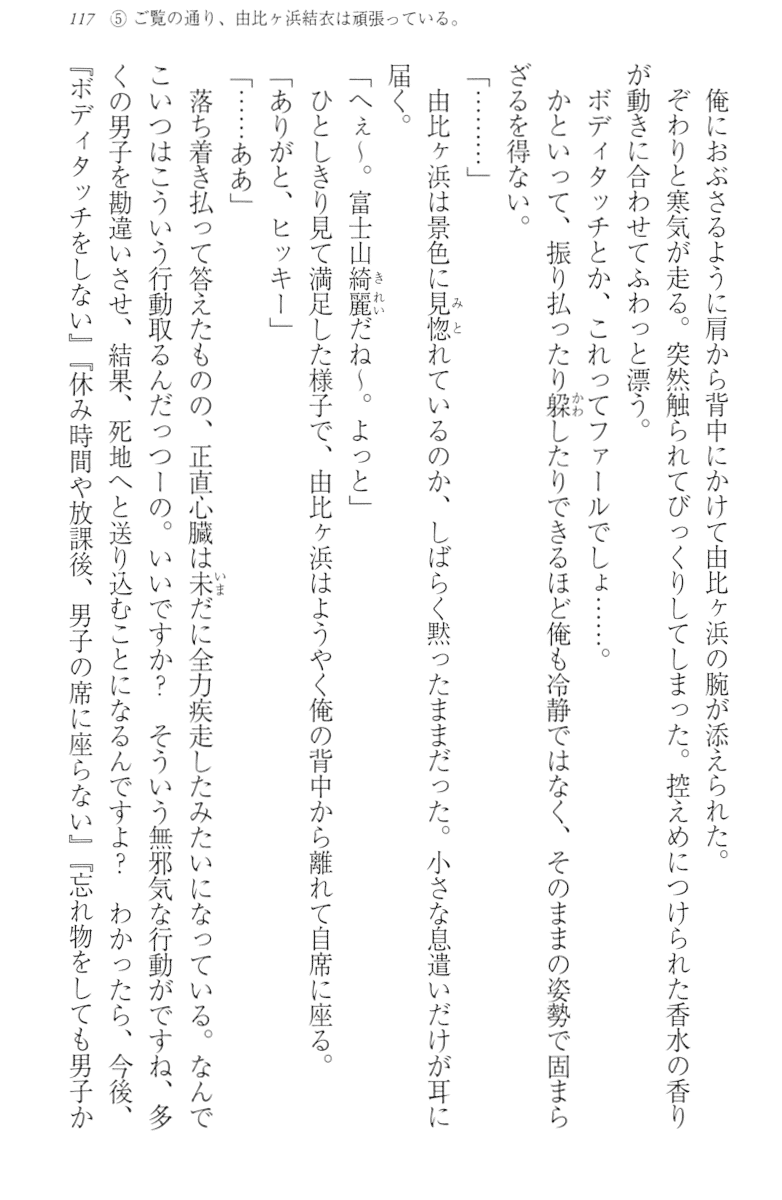 117 ⑤ ご覧の通り、由比ヶ浜結衣は頑張っている。
俺におぶさるように肩から背中にかけて由比ヶ浜の腕が添えられた。
ぞわりと寒気が走る。突然触られてびっくりしてしまった。控えめにつけられた香水の香り
が動きに合わせてふわっと漂う。
ボディタッチとか、これってファールでしょ……。
かといって、振り払ったり躱したりできるほど俺も冷静ではなく、そのままの姿勢で固まら
ざるを得ない。
「………」
由比ヶ浜は景色に見惚れているのか、しばらく黙ったままだった。小さな息遣いだけが耳に
届く。
「へぇ〜。富士山綺麗だね〜。よっと」
ひとしきり見て満足した様子で、由比ヶ浜はようやく俺の背中から離れて自席に座る。
「ありがと、ヒッキー」
「……ああ」
落ち着き払って答えたものの、正直心臓は未だに全力疾走したみたいになっている。なんで
こいつはこういう行動取るんだっつーの。いいですか？　そういう無邪気な行動がですね、多
くの男子を勘違いさせ、結果、死地へと送り込むことになるんですよ？　わかったら、今後、
『ボディタッチをしない』『休み時間や放課後、男子の席に座らない』『忘れ物をしても男子か